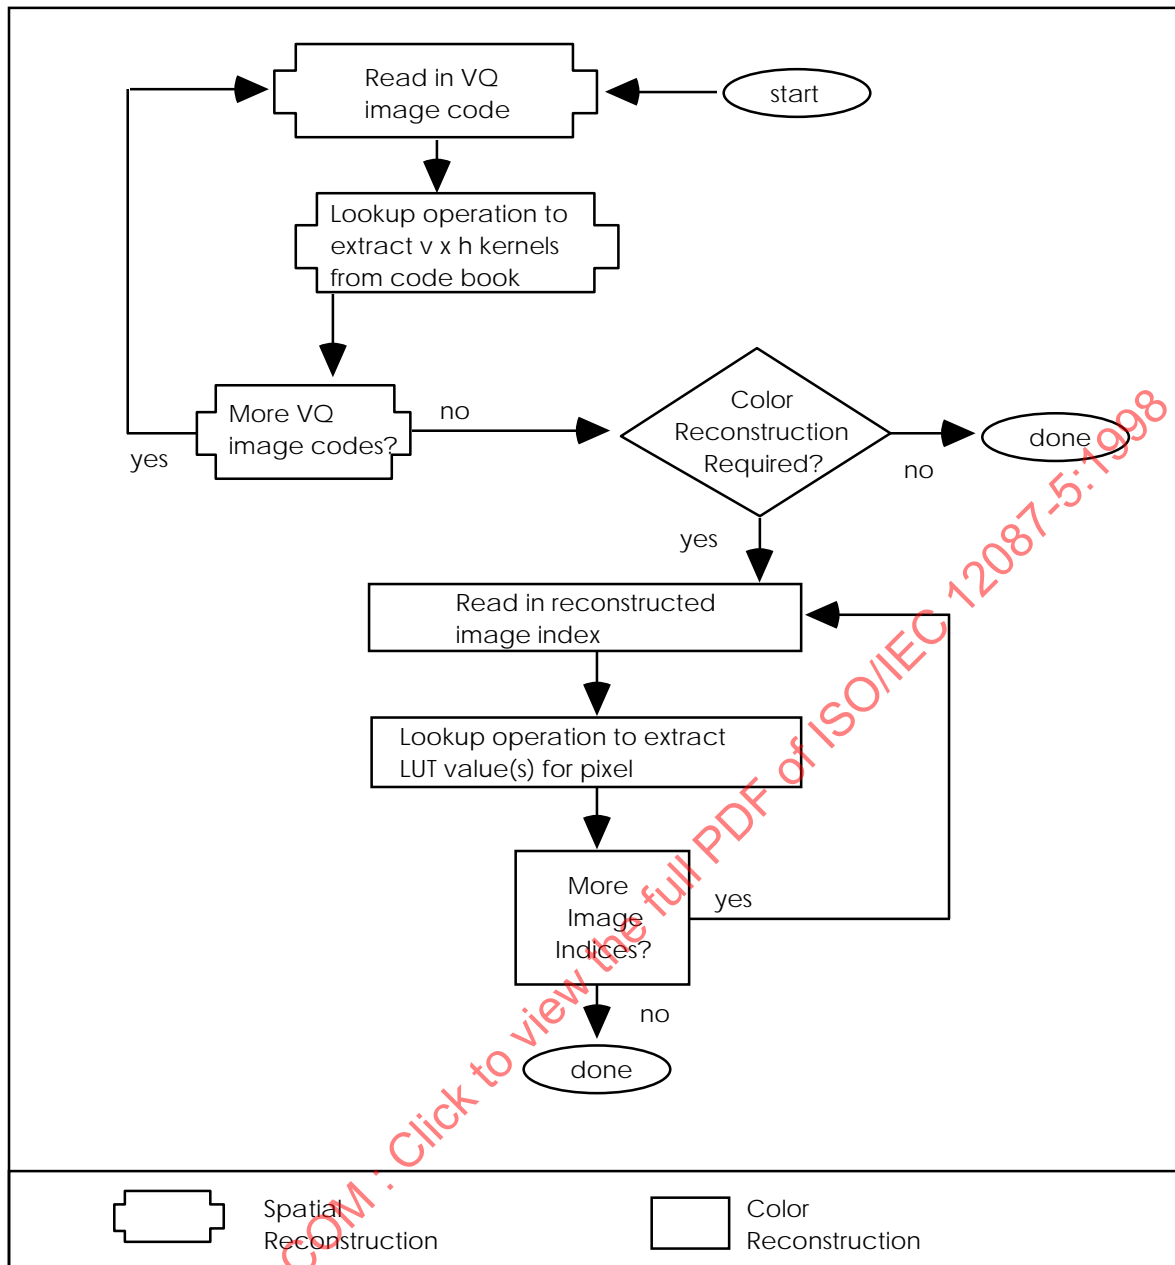 Read in VQ
image code
start
Lookup operation to
extract v x h kernels
from code book
More VQ
image codes?
yes
no
Color
Reconstruction
Required?
no
done
yes
Read in reconstructed
image index
Lookup operation to extract
LUT value(s) for pixel
More
Image
Indices?
yes
no
done
Spatial
Reconstruction
Color
Reconstruction
COM : Click to view the full PDF of ISO/IEC 12087-5:1998